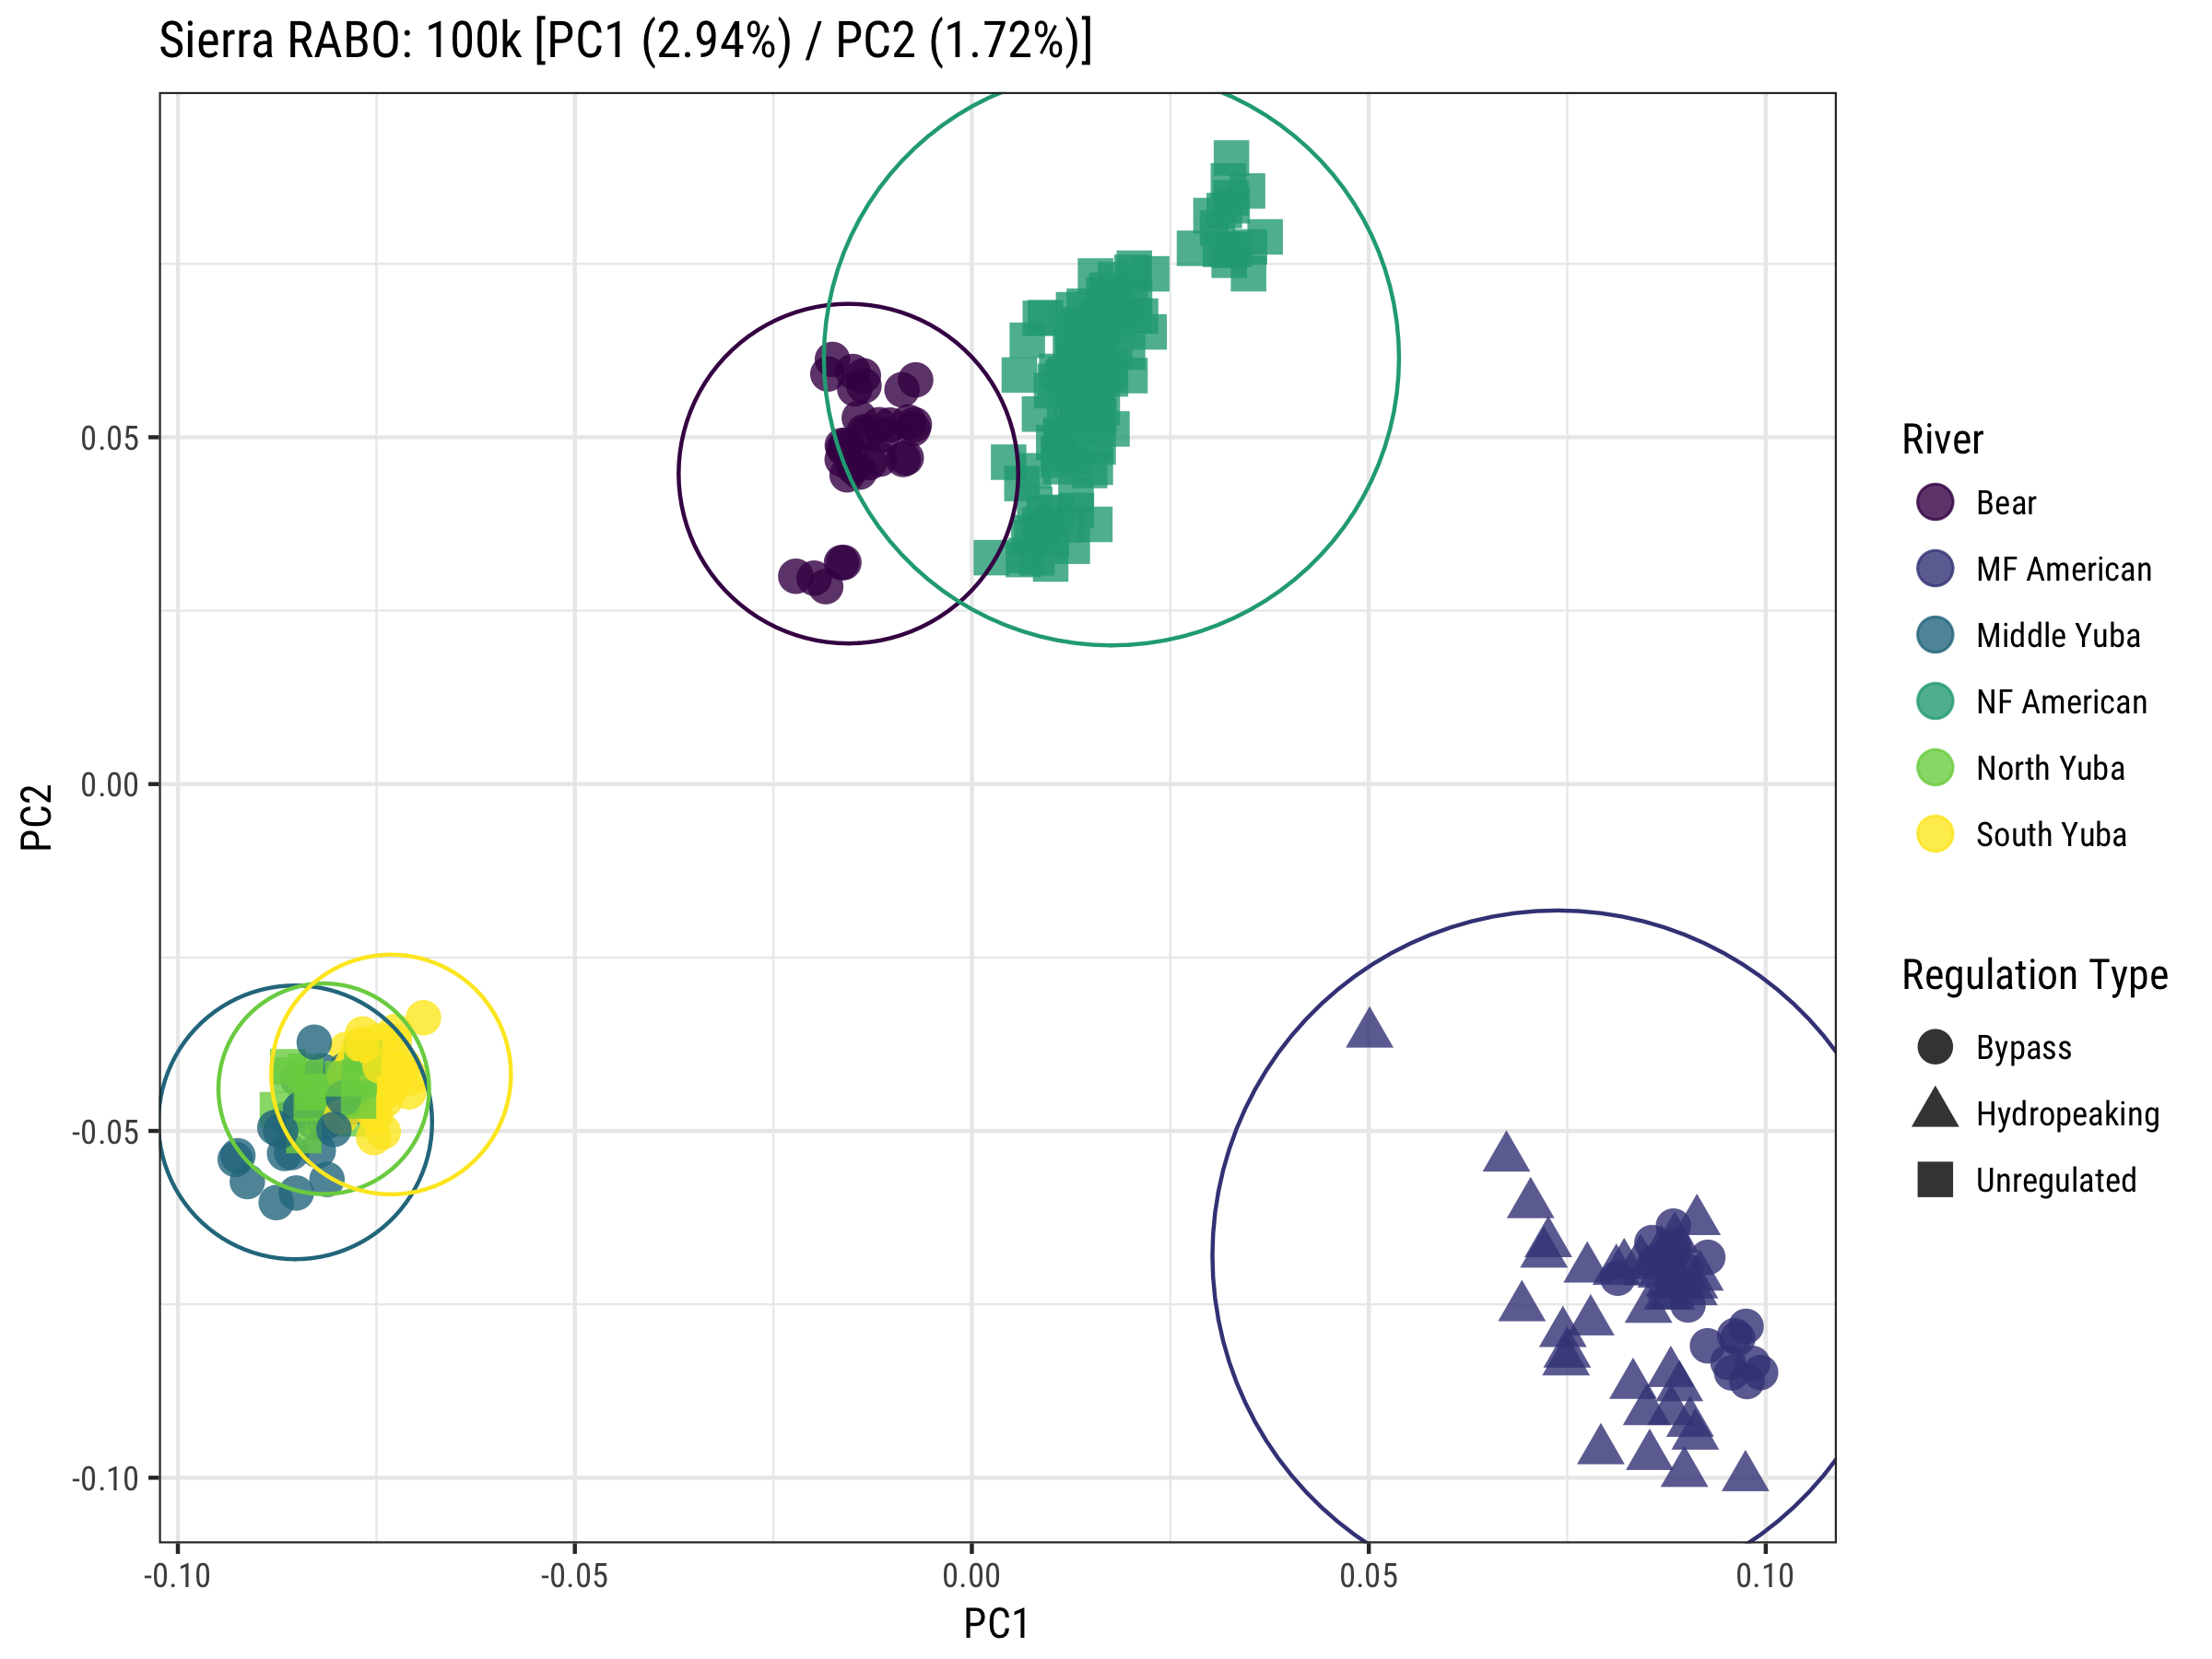 Sierra RABO: 100k [PC1 (2.94%) / PC2 (1.72%)]
PC2
0.05
0.00
-0.05
-0.10
-0.10
-0.05
0.00
0.05
0.10
PC1
River
Bear
MF American
Middle Yuba
NF American
North Yuba
South Yuba
Regulation Type
Bypass
Hydropeaking
Unregulated